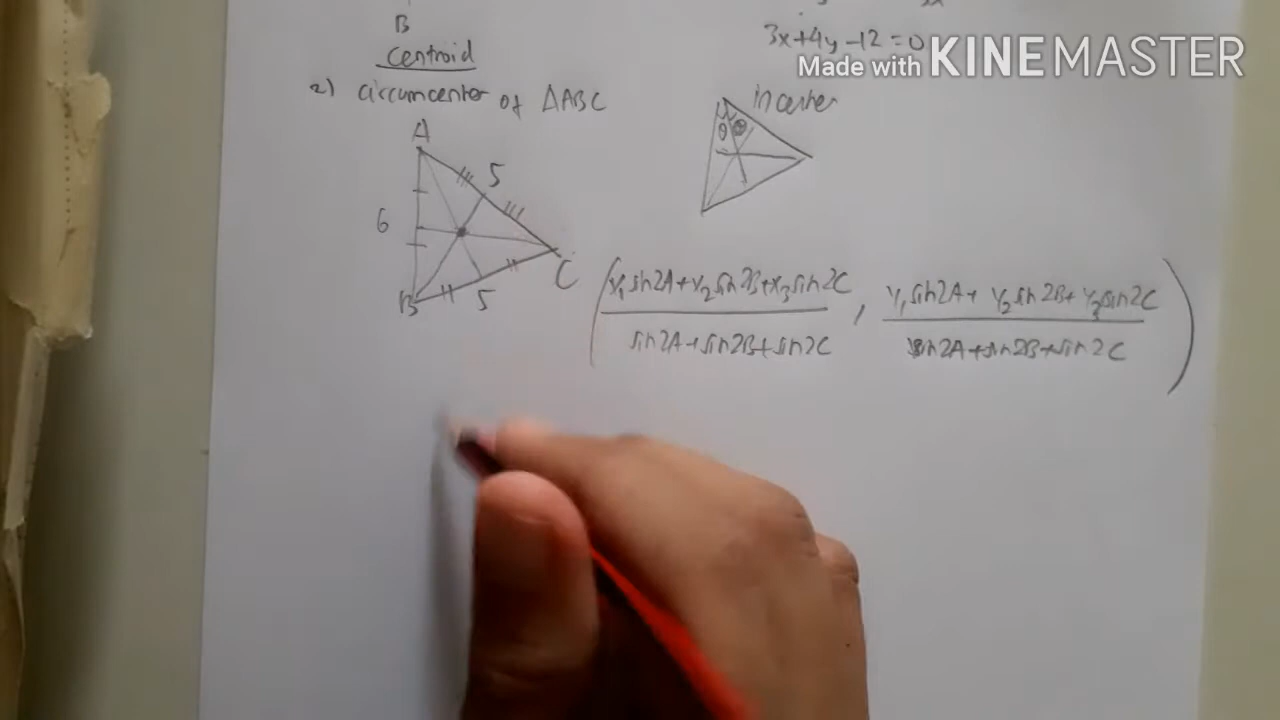 B
centroid
3x+4y-12=0
Made with KINEMASTER
2) circumcenter of ΔABC
incenter
A
5
θ θ
6
C
B
5
(x₁sin2A+x₂sin2B+x₃sin2C / sin2A+sin2B+sin2C , y₁sin2A+y₂sin2B+y₃sin2C / sin2A+sin2B+sin2C)